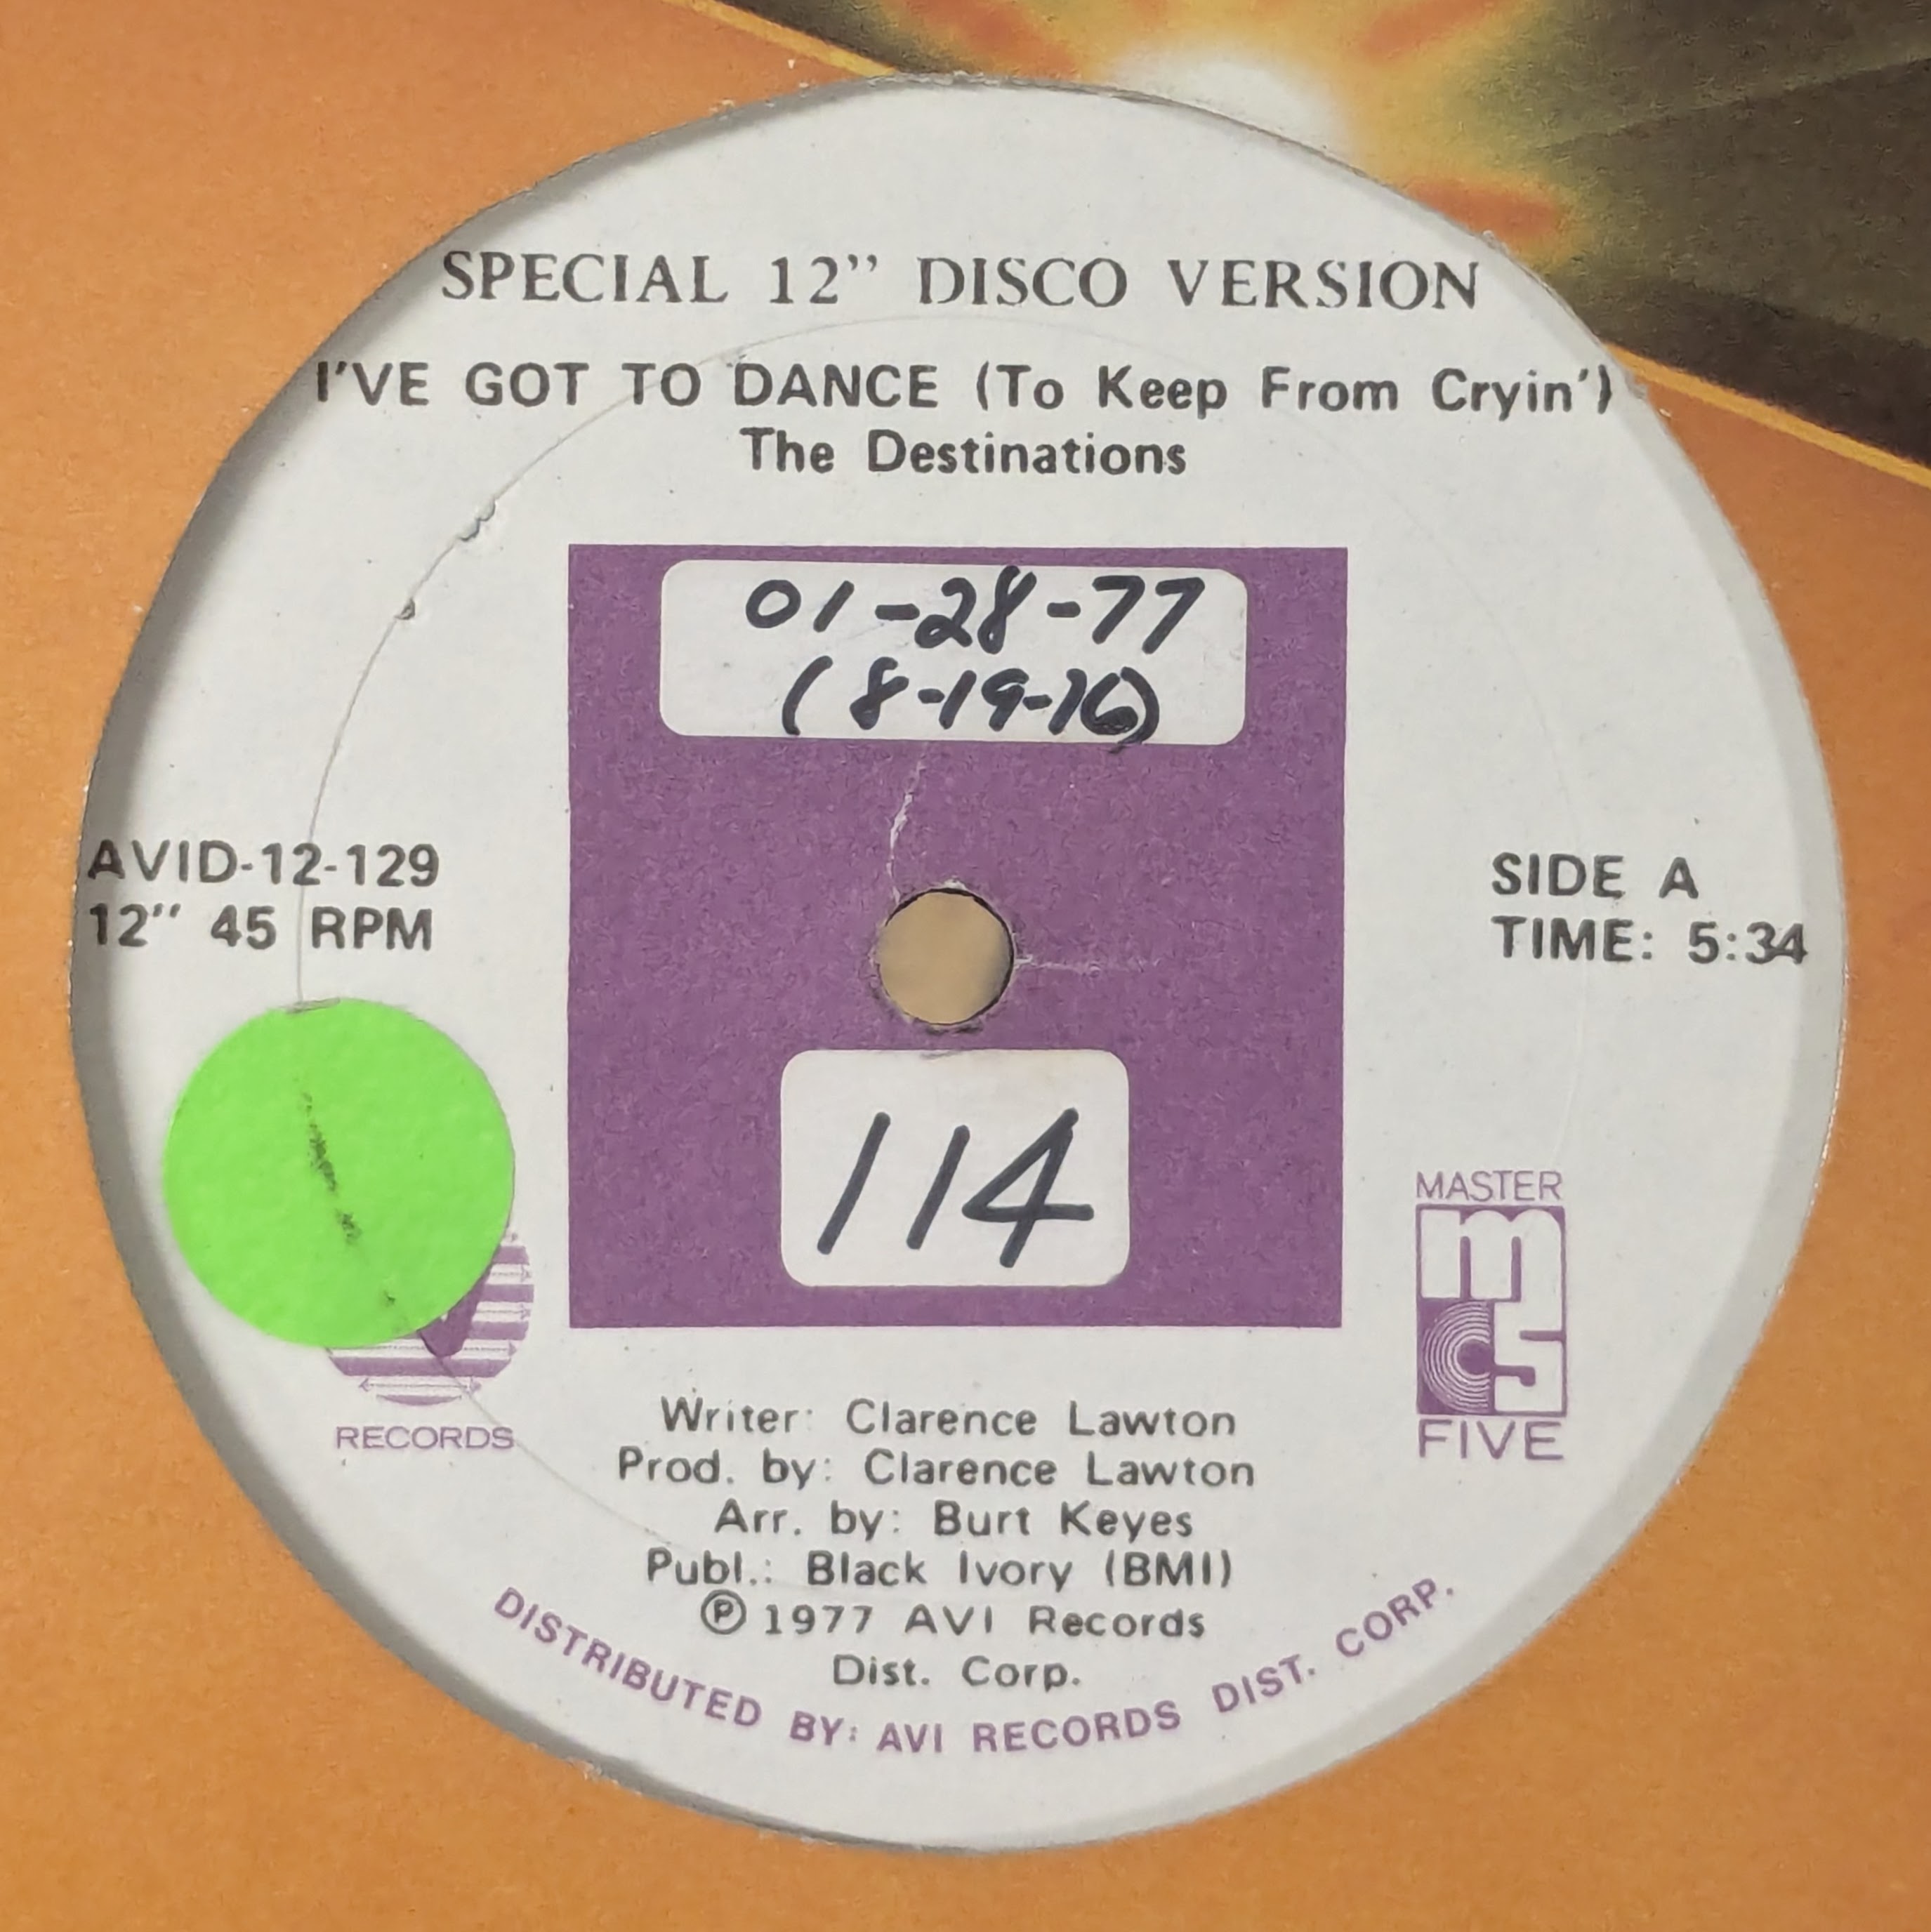 SPECIAL 12” DISCO VERSION
I'VE GOT TO DANCE (To Keep From Cryin')
The Destinations
01-28-77
(8-19-76)
AVID-12-129
12” 45 RPM
SIDE A
TIME: 5:34
114
RECORDS
MASTER
mcs
FIVE
Writer: Clarence Lawton
Prod. by: Clarence Lawton
Arr. by: Burt Keyes
Publ.: Black Ivory (BMI)
℗ 1977 AVI Records
Dist. Corp.
DISTRIBUTED BY: AVI RECORDS DIST. CORP.